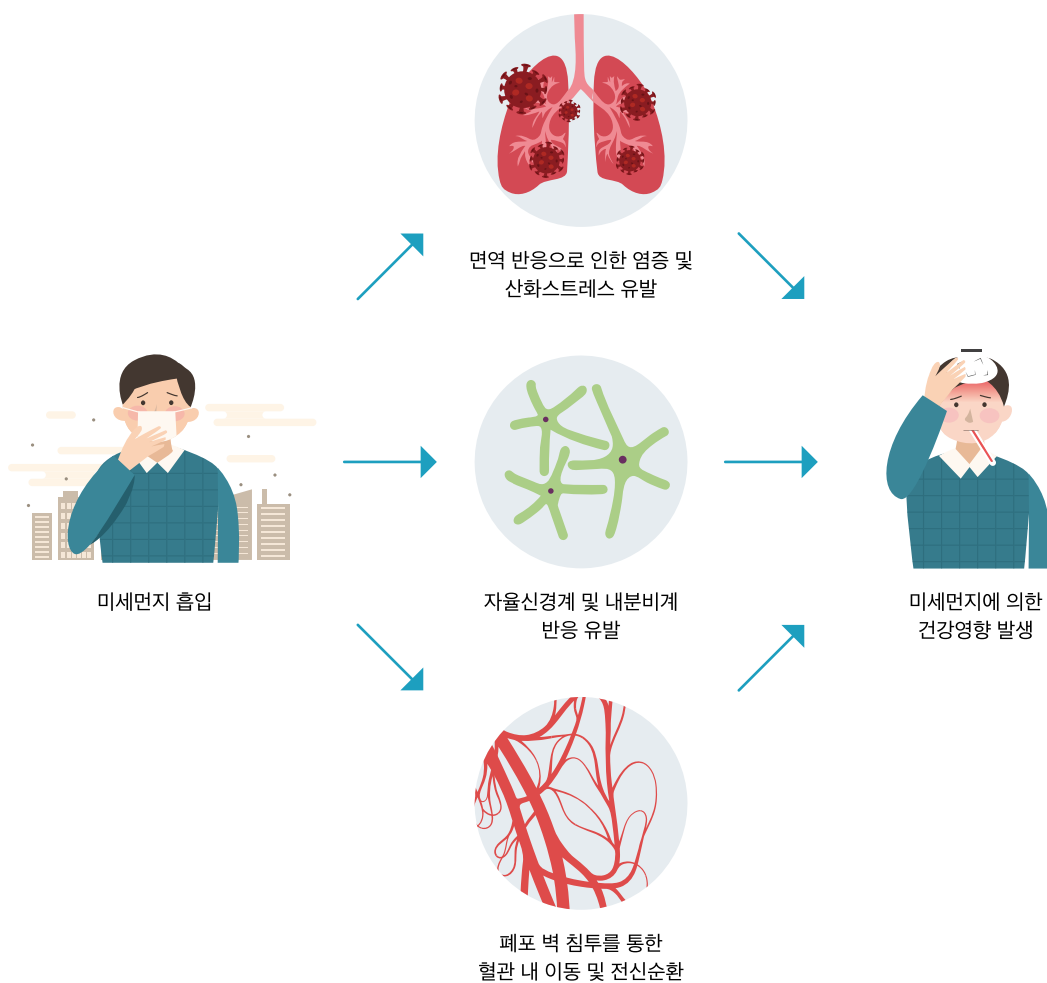 면역 반응으로 인한 염증 및
산화스트레스 유발
미세먼지 흡입
자율신경계 및 내분비계
반응 유발
미세먼지에 의한
건강영향 발생
폐포 벽 침투를 통한
혈관 내 이동 및 전신순환